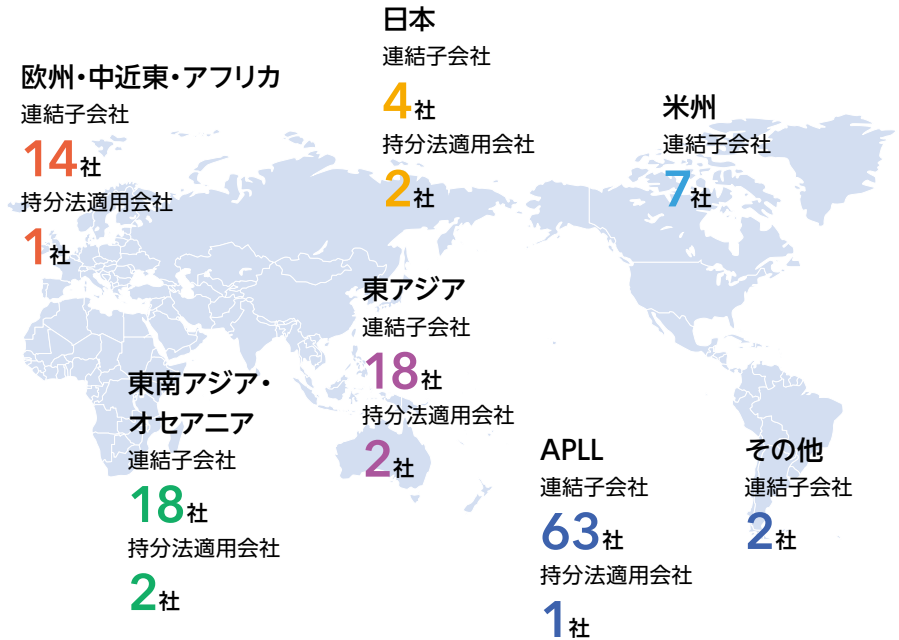 日本
連結子会社
4社
持分法適用会社
2社
欧州・中近東・アフリカ
連結子会社
14社
持分法適用会社
1社
米州
連結子会社
7社
東アジア
連結子会社
18社
持分法適用会社
2社
東南アジア・
オセアニア
連結子会社
18社
持分法適用会社
2社
APLL
連結子会社
63社
持分法適用会社
1社
その他
連結子会社
2社